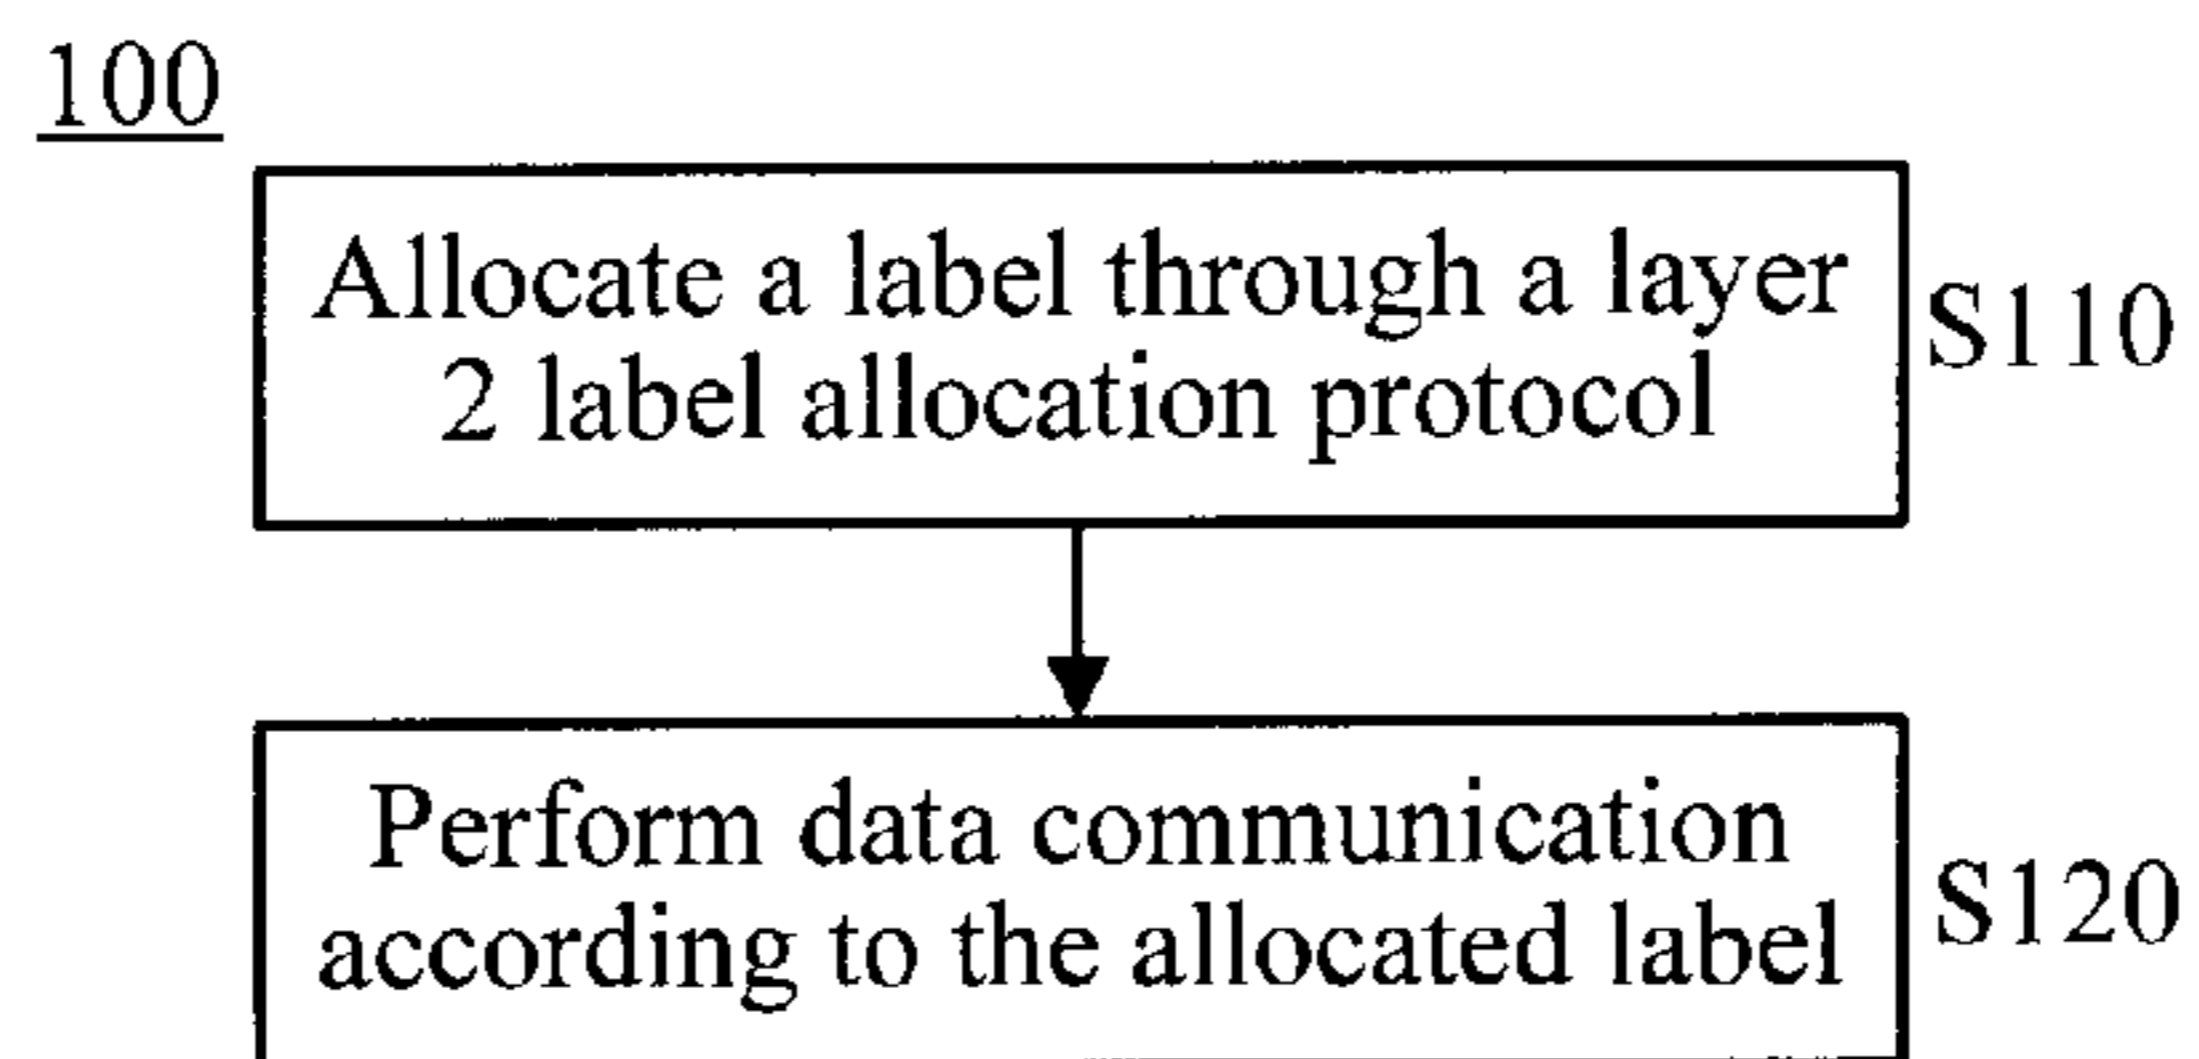 100
Allocate a label through a layer
2 label allocation protocol
S110
Perform data communication
according to the allocated label
S120